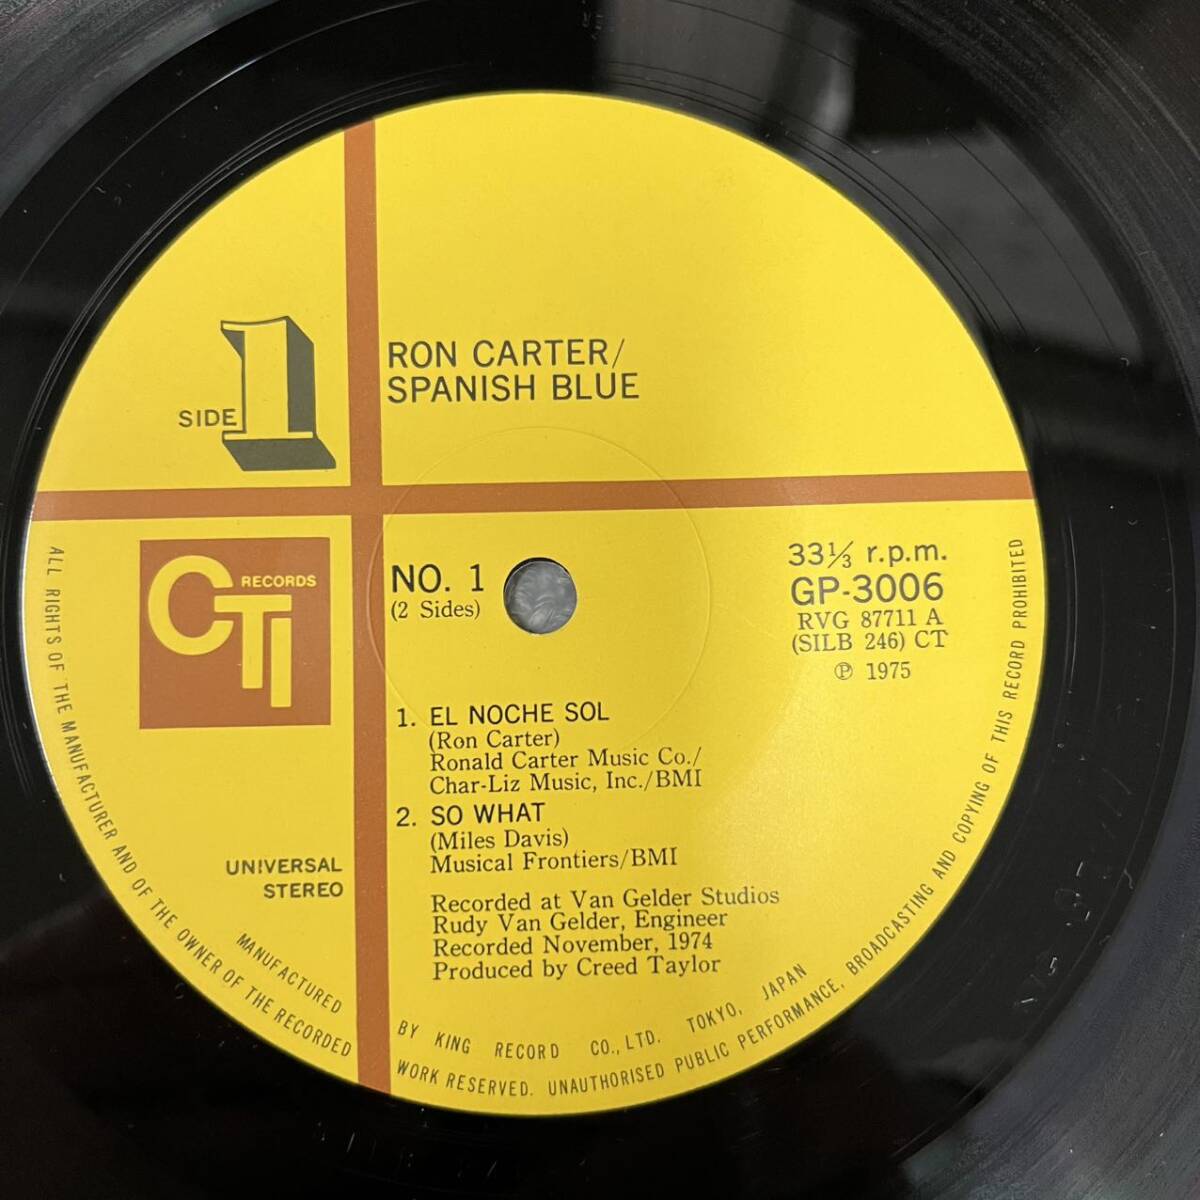 SIDE 1
RON CARTER/
SPANISH BLUE
CTI
RECORDS
NO. 1
(2 Sides)
33⅓ r.p.m.
GP-3006
RVG 87711 A
(SILB 246) CT
℗ 1975
1. EL NOCHE SOL
(Ron Carter)
Ronald Carter Music Co./
Char-Liz Music, Inc./BMI
2. SO WHAT
(Miles Davis)
Musical Frontiers/BMI
UNIVERSAL
STEREO
Recorded at Van Gelder Studios
Rudy Van Gelder, Engineer
Recorded November, 1974
Produced by Creed Taylor
MANUFACTURED BY KING RECORD CO., LTD. TOKYO, JAPAN
ALL RIGHTS OF THE MANUFACTURER AND OF THE OWNER OF THE RECORDED WORK RESERVED. UNAUTHORISED PUBLIC PERFORMANCE, BROADCASTING AND COPYING OF THIS RECORD PROHIBITED